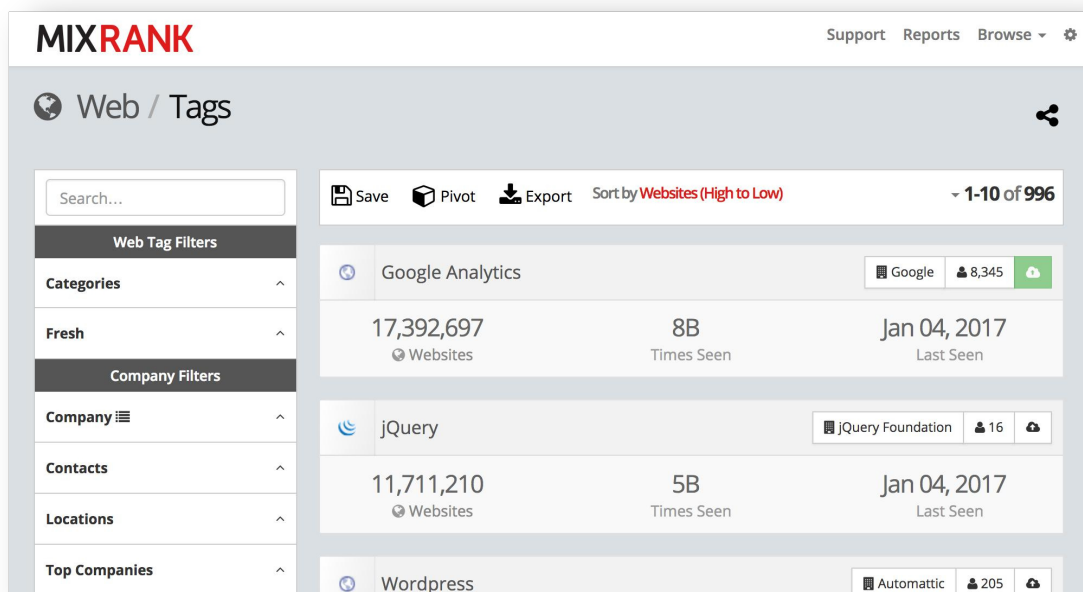 MIXRANK
Support Reports Browse
Web / Tags
Search...
Web Tag Filters
Categories
Fresh
Company Filters
Company
Contacts
Locations
Top Companies
Save Pivot Export Sort by Websites (High to Low) 1-10 of 996
Google Analytics Google 8,345
17,392,697 8B Jan 04, 2017
Websites Times Seen Last Seen
jQuery jQuery Foundation 16
11,711,210 5B Jan 04, 2017
Websites Times Seen Last Seen
Wordpress Automattic 205